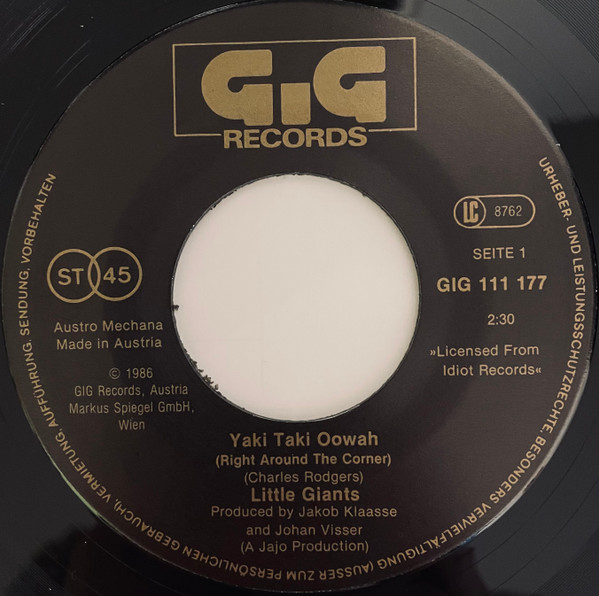 GIG
RECORDS
LC 8762
SEITE 1
GIG 111 177
2:30
»Licensed From
Idiot Records«
ST 45
Austro Mechana
Made in Austria
© 1986
GIG Records, Austria
Markus Spiegel GmbH,
Wien
Yaki Taki Oowah
(Right Around The Corner)
(Charles Rodgers)
Little Giants
Produced by Jakob Klaasse
and Johan Visser
(A Jajo Production)
URHEBER- UND LEISTUNGSSCHUTZRECHTE, BESONDERS VERVIELFÄLTIGUNG (AUSSER ZUM PERSÖNLICHEN GEBRAUCH), VERMIETUNG, AUFFÜHRUNG, SENDUNG, VORBEHALTEN